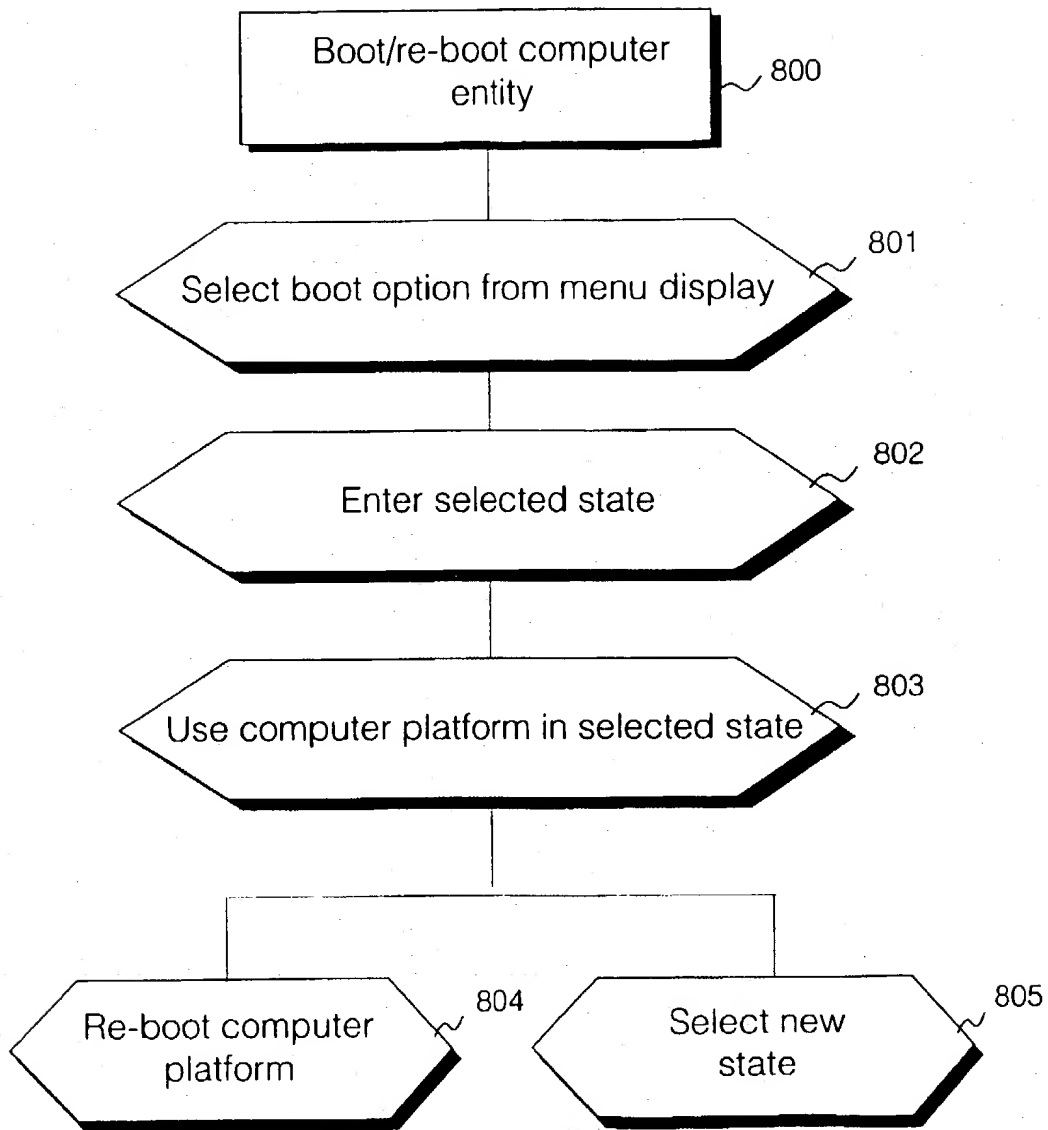 Boot/re-boot computer
entity
800
801
Select boot option from menu display
802
Enter selected state
803
Use computer platform in selected state
804
Re-boot computer
platform
805
Select new
state